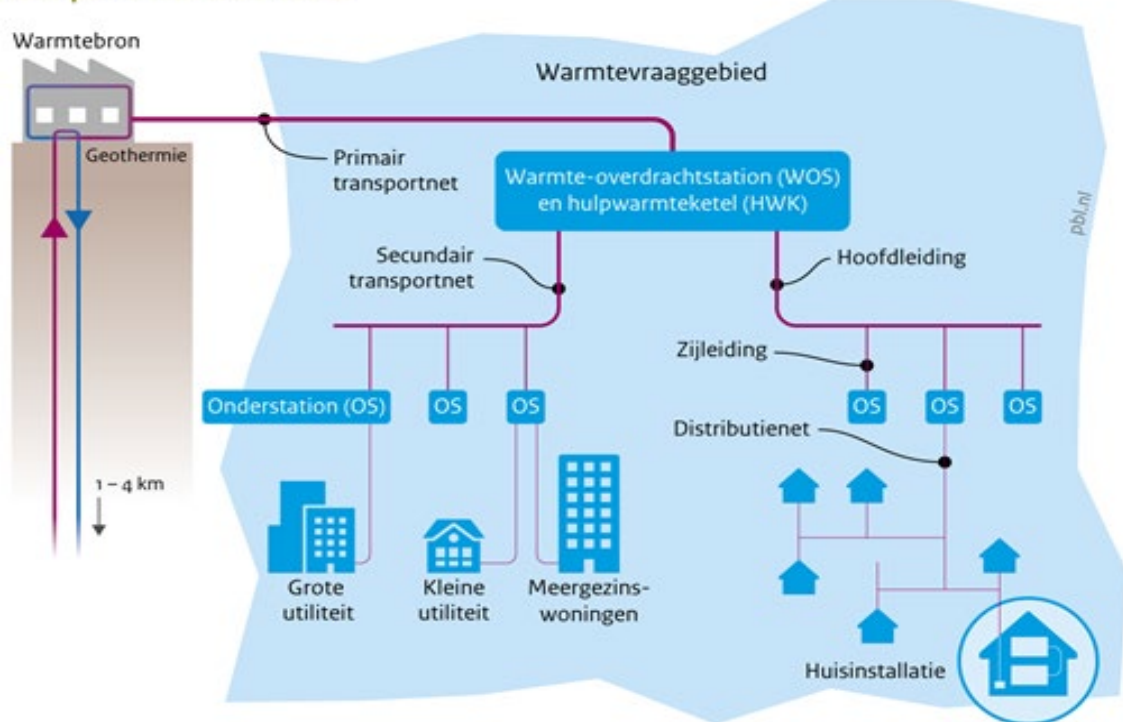 Warmtebron
Warmtevraaggebied
Geothermie
Primair
transportnet
Warmte-overdrachtstation (WOS)
en hulpwarmteketel (HWK)
pbl.nl
Secundair
transportnet
Hoofdleiding
Zijleiding
Onderstation (OS)
OS
OS
OS
OS
OS
Distributienet
1 – 4 km
Grote
utiliteit
Kleine
utiliteit
Meergezins-
woningen
Huisinstallatie